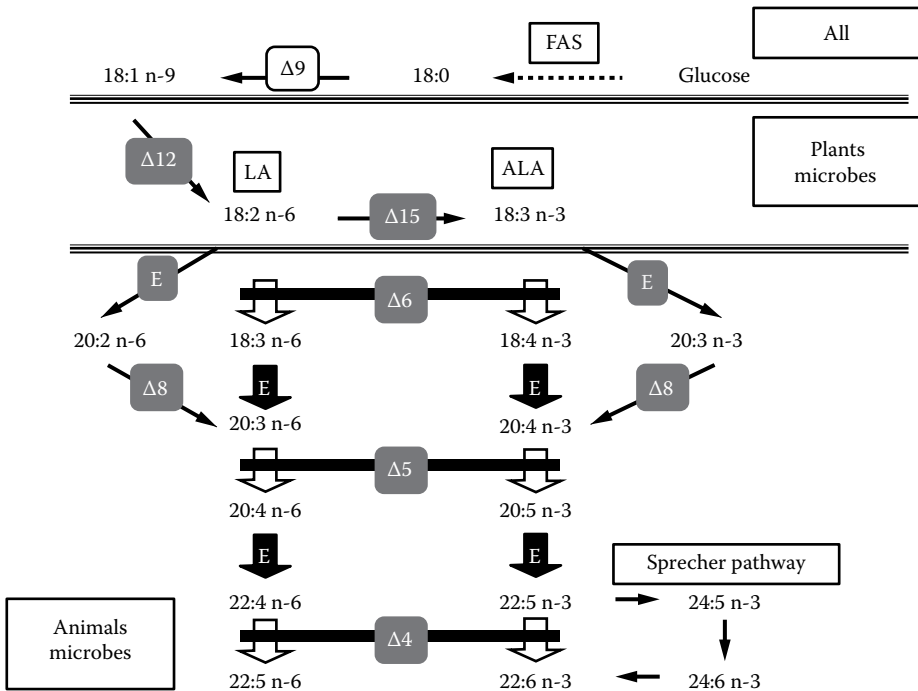 All
FAS
18:1 n-9
Δ9
18:0
Glucose
Plants
microbes
Δ12
LA
ALA
18:2 n-6
Δ15
18:3 n-3
E
Δ6
E
20:2 n-6
18:3 n-6
18:4 n-3
20:3 n-3
Δ8
E
E
Δ8
20:3 n-6
20:4 n-3
Δ5
20:4 n-6
20:5 n-3
E
E
Sprecher pathway
22:4 n-6
22:5 n-3
24:5 n-3
Animals
microbes
Δ4
22:5 n-6
22:6 n-3
24:6 n-3